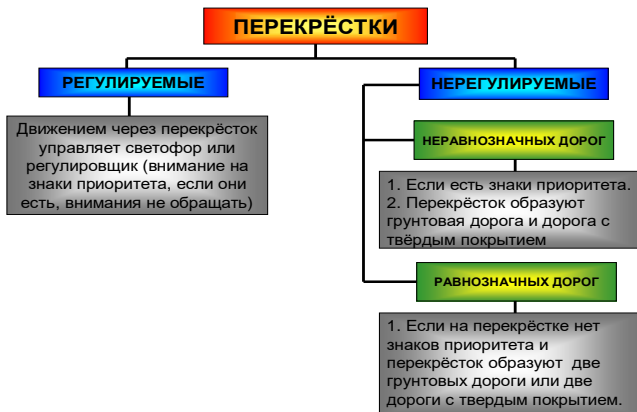 ПЕРЕКРЁСТКИ
РЕГУЛИРУЕМЫЕ
Движением через перекрёсток
управляет светофор или
регулировщик (внимание на
знаки приоритета, если они
есть, внимания не обращать)
НЕРЕГУЛИРУЕМЫЕ
НЕРАВНОЗНАЧНЫХ ДОРОГ
1. Если есть знаки приоритета.
2. Перекрёсток образуют
грунтовая дорога и дорога с
твёрдым покрытием
РАВНОЗНАЧНЫХ ДОРОГ
1. Если на перекрёстке нет
знаков приоритета и
перекрёсток образуют две
грунтовых дороги или две
дороги с твердым покрытием.